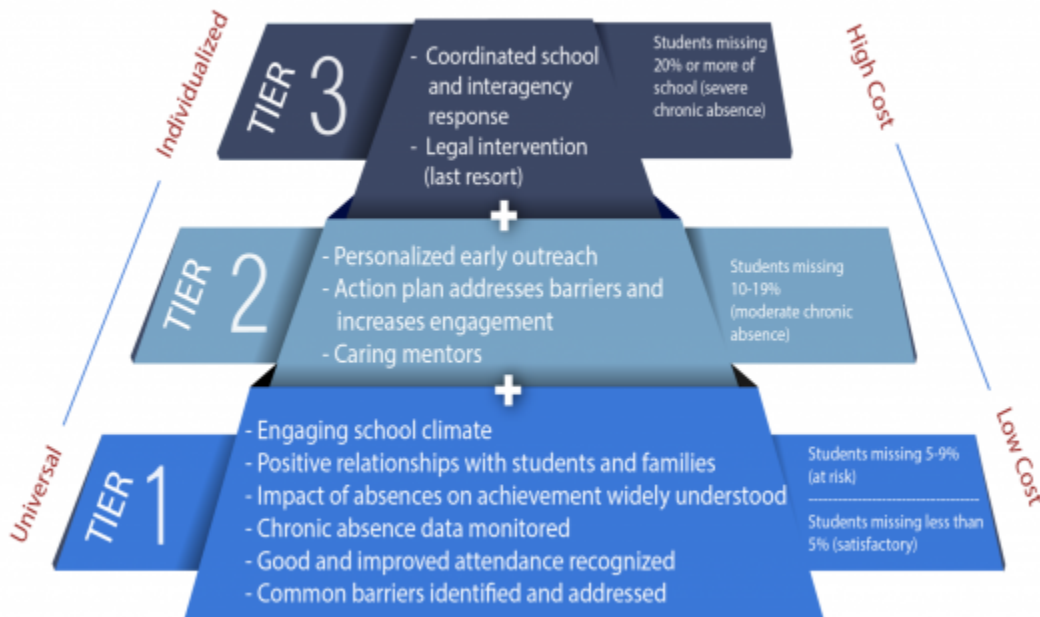 Individualized
TIER 3
- Coordinated school
and interagency
response
- Legal intervention
(last resort)
Students missing
20% or more of
school (severe
chronic absence)
High Cost
+
TIER 2
- Personalized early outreach
- Action plan addresses barriers and
increases engagement
- Caring mentors
Students missing
10-19%
(moderate chronic
absence)
+
Universal
TIER 1
- Engaging school climate
- Positive relationships with students and families
- Impact of absences on achievement widely understood
- Chronic absence data monitored
- Good and improved attendance recognized
- Common barriers identified and addressed
Students missing 5-9%
(at risk)
Students missing less than
5% (satisfactory)
Low Cost